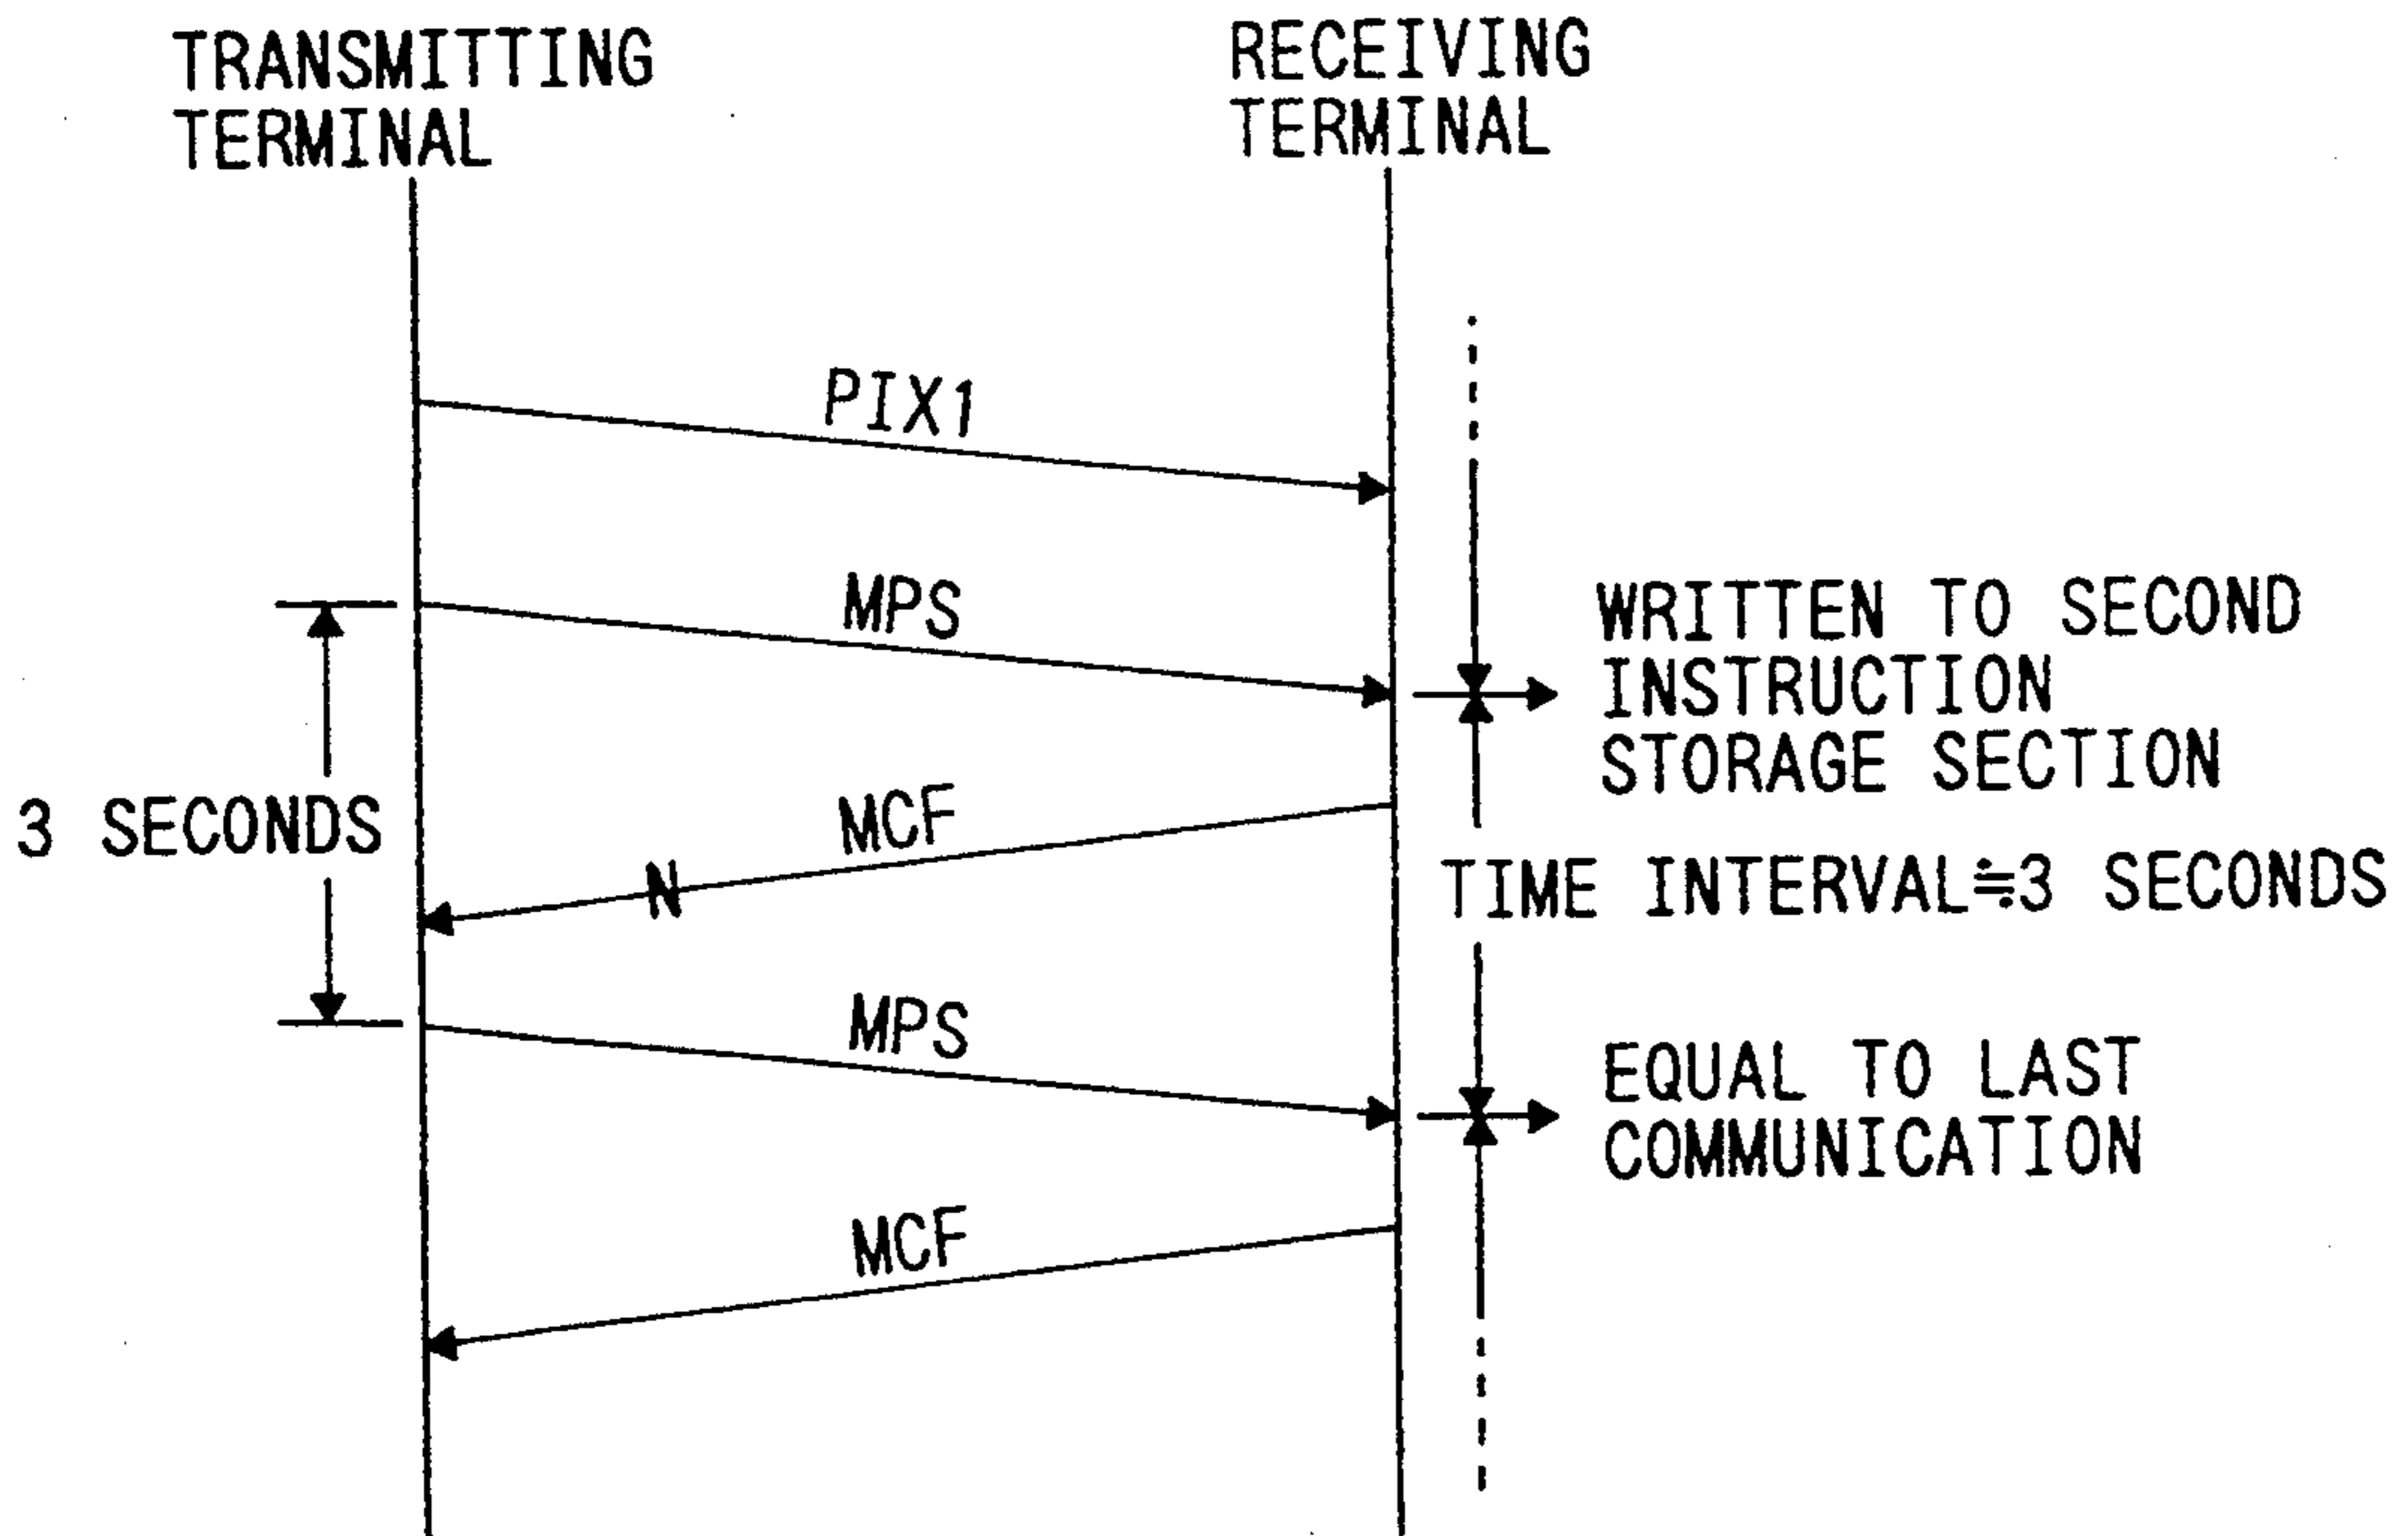 TRANSMITTING
TERMINAL
RECEIVING
TERMINAL
PIX1
MPS
WRITTEN TO SECOND
INSTRUCTION
STORAGE SECTION
MCF
3 SECONDS
TIME INTERVAL≒3 SECONDS
MPS
EQUAL TO LAST
COMMUNICATION
MCF